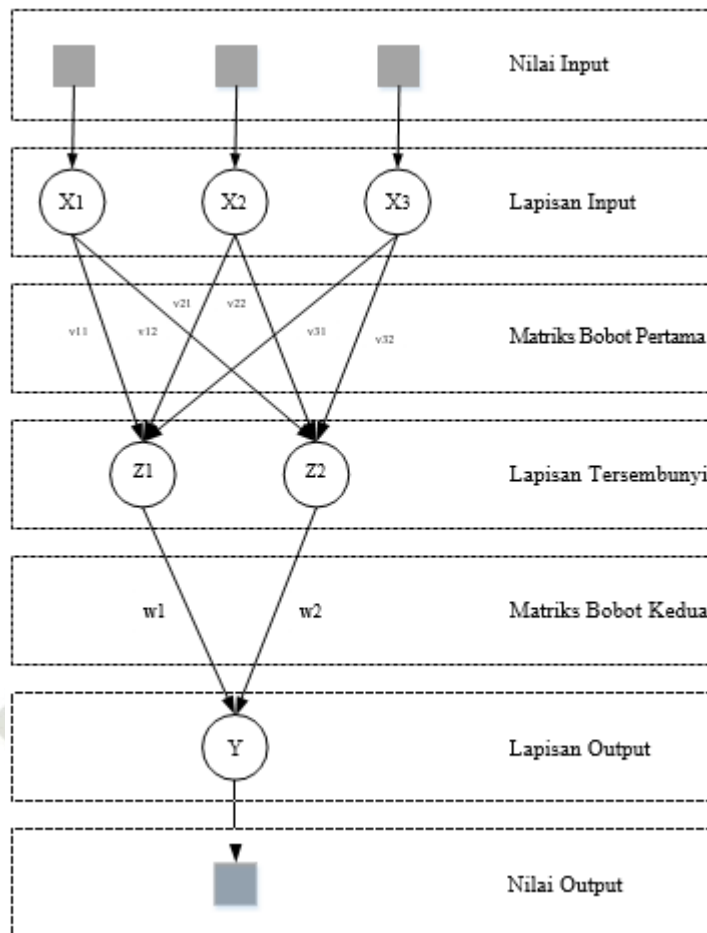 Nilai Input
X1 X2 X3 Lapisan Input
v21 v22
v11 v12 v31 v32 Matriks Bobot Pertama
Z1 Z2 Lapisan Tersembunyi
w1 w2 Matriks Bobot Kedua
Y Lapisan Output
Nilai Output